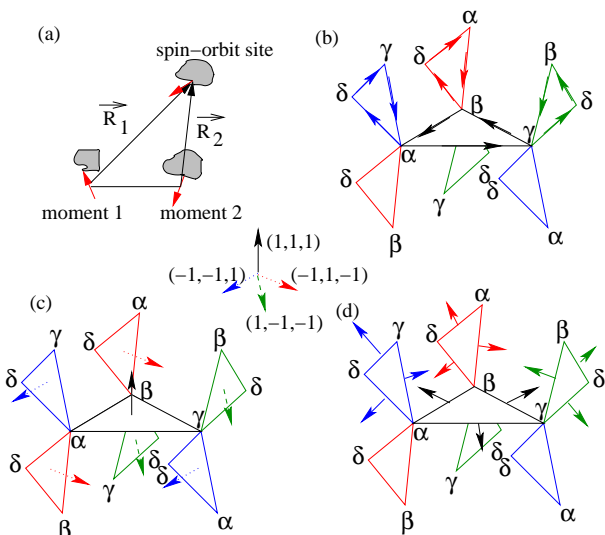 (a)
spin-orbit site
R1
R2
moment 1
moment 2
(b)
α
γ
β
δ
δ
β
δ
α
γ
δ
δ
δ
γ
β
α
(1,1,1)
(-1,-1,1)
(-1,1,-1)
(1,-1,-1)
(c)
α
γ
β
δ
δ
β
δ
α
γ
δ
δ
δ
γ
β
α
(d)
α
γ
β
δ
δ
β
δ
α
γ
δ
δ
δ
γ
β
α